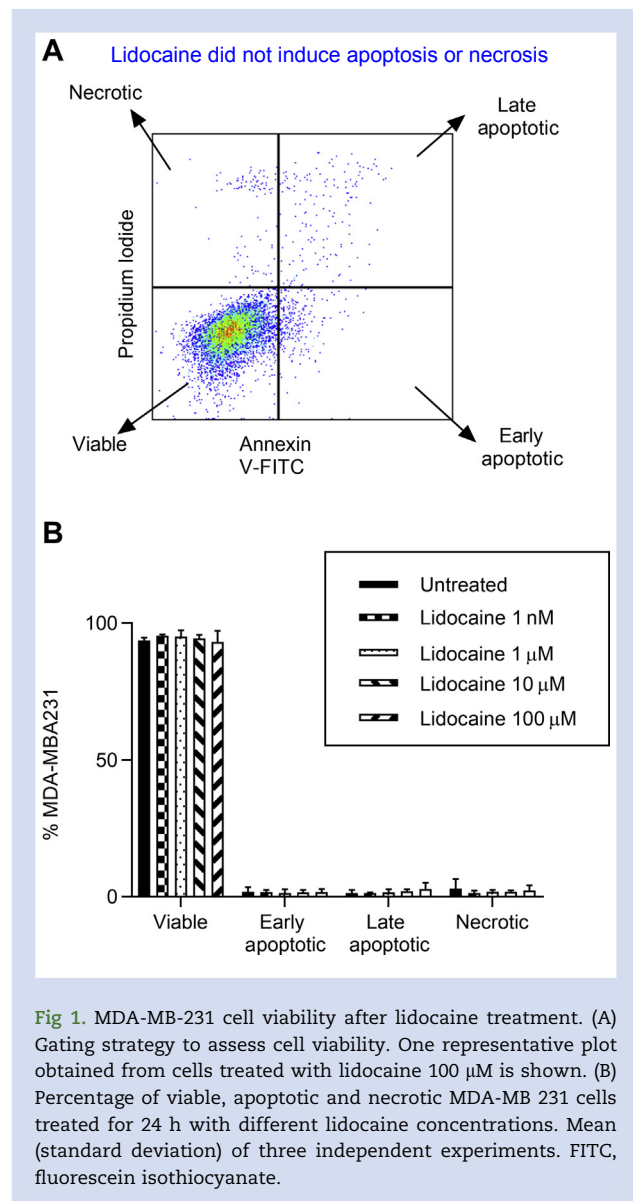 A
Lidocaine did not induce apoptosis or necrosis
Necrotic
Late
apoptotic
Propidium Iodide
Viable
Annexin
V-FITC
Early
apoptotic
B
Untreated
Lidocaine 1 nM
Lidocaine 1 μM
Lidocaine 10 μM
Lidocaine 100 μM
% MDA-MBA231
100
50
0
Viable
Early
apoptotic
Late
apoptotic
Necrotic
Fig 1. MDA-MB-231 cell viability after lidocaine treatment. (A)
Gating strategy to assess cell viability. One representative plot
obtained from cells treated with lidocaine 100 μM is shown. (B)
Percentage of viable, apoptotic and necrotic MDA-MB 231 cells
treated for 24 h with different lidocaine concentrations. Mean
(standard deviation) of three independent experiments. FITC,
fluorescein isothiocyanate.